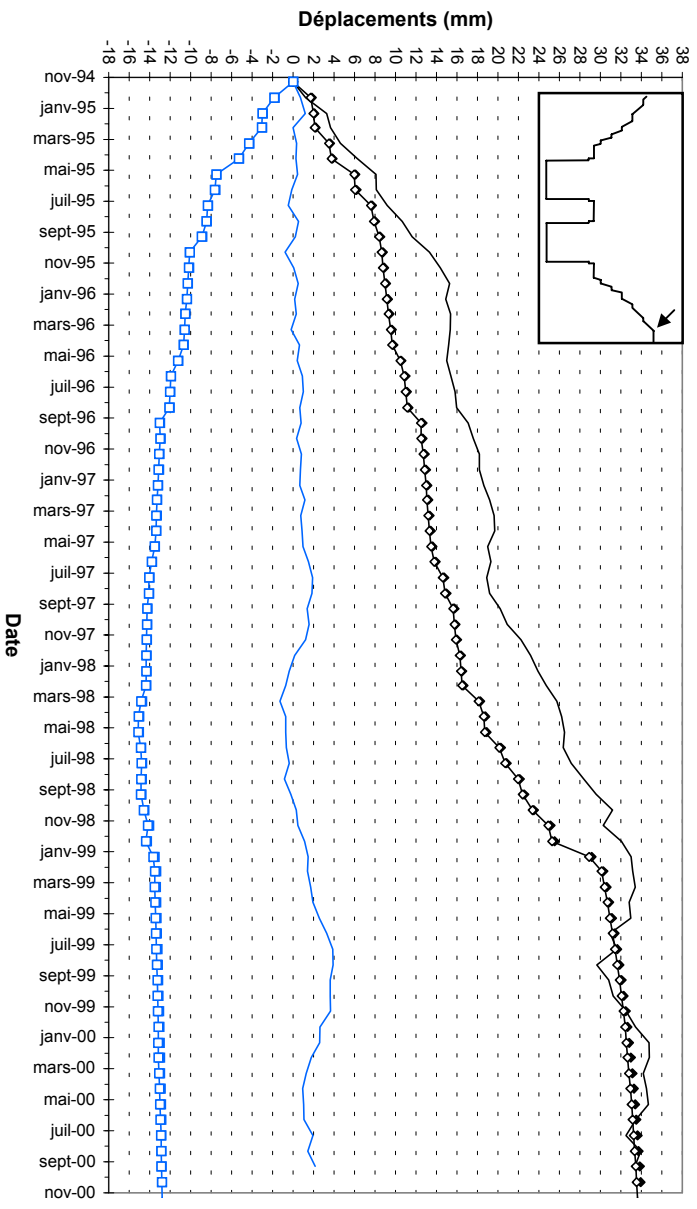 Déplacements (mm)
-18 -16 -14 -12 -10 -8 -6 -4 -2 0 2 4 6 8 10 12 14 16 18 20 22 24 26 28 30 32 34 36 38
nov-94
janv-95
mars-95
mai-95
juil-95
sept-95
nov-95
janv-96
mars-96
mai-96
juil-96
sept-96
nov-96
janv-97
mars-97
mai-97
juil-97
sept-97
nov-97
janv-98
mars-98
mai-98
juil-98
sept-98
nov-98
janv-99
mars-99
mai-99
juil-99
sept-99
nov-99
janv-00
mars-00
mai-00
juil-00
sept-00
nov-00
Date